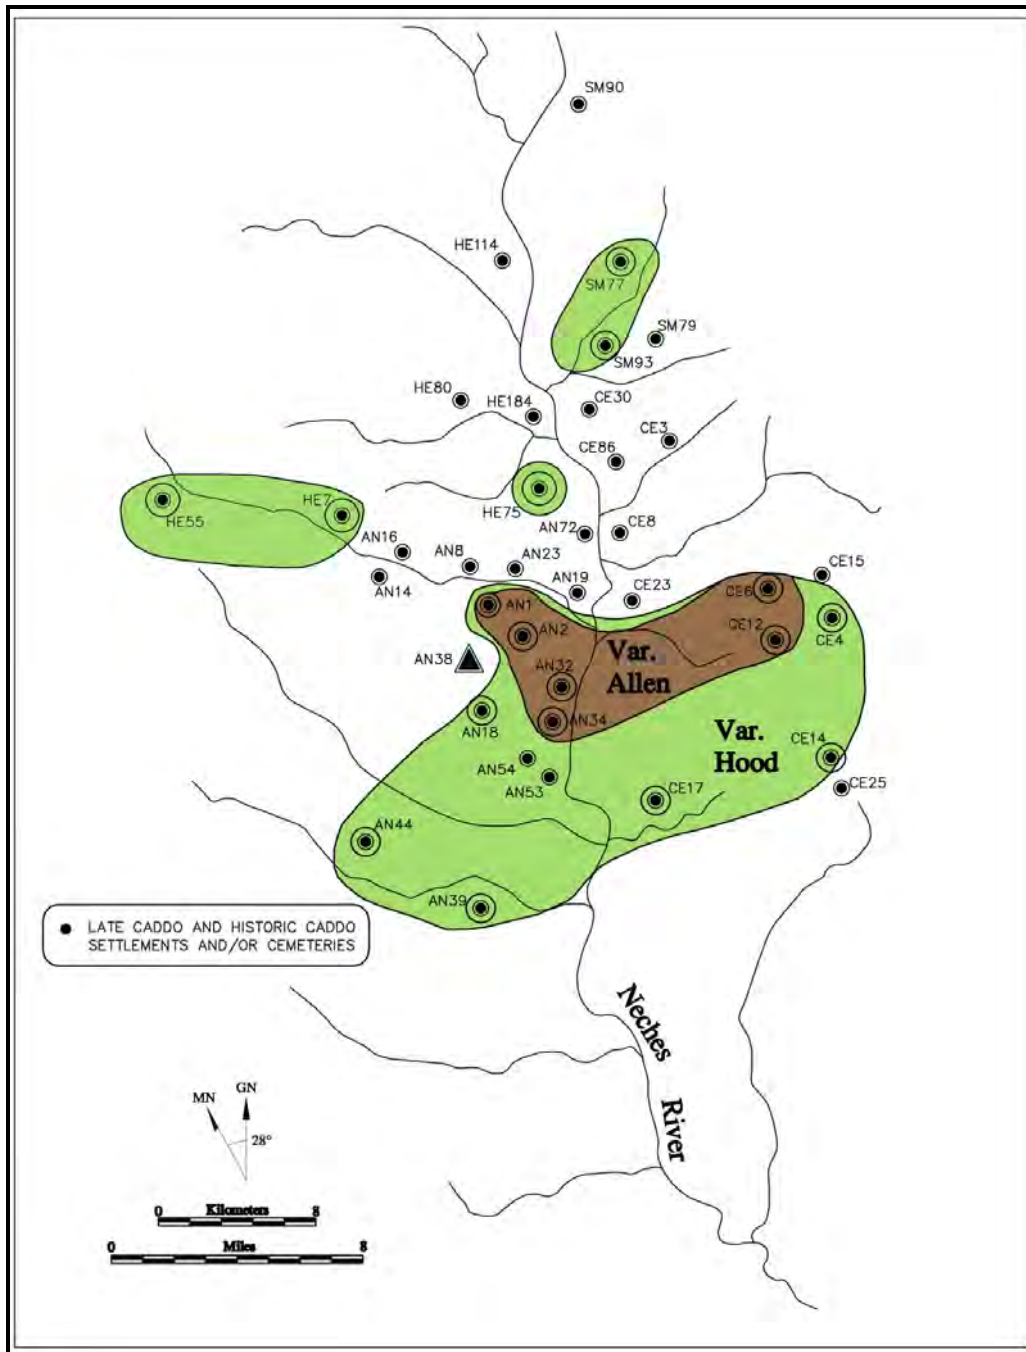 SM90
HE114
SM77
SM79
SM93
HE80
HE184
CE30
CE3
CE86
HE55
HE7
HE75
AN72
CE8
AN16
AN8
AN23
AN14
AN19
CE23
CE15
CE6
AN1
AN2
CE12
CE4
AN38
Var.
Allen
AN32
AN18
AN34
Var.
Hood
CE14
AN54
AN53
CE17
CE25
AN44
AN39
LATE CADDO AND HISTORIC CADDO
SETTLEMENTS AND/OR CEMETERIES
Neches
River
MN
GN
28°
0 Kilometers 8
0 Miles 8